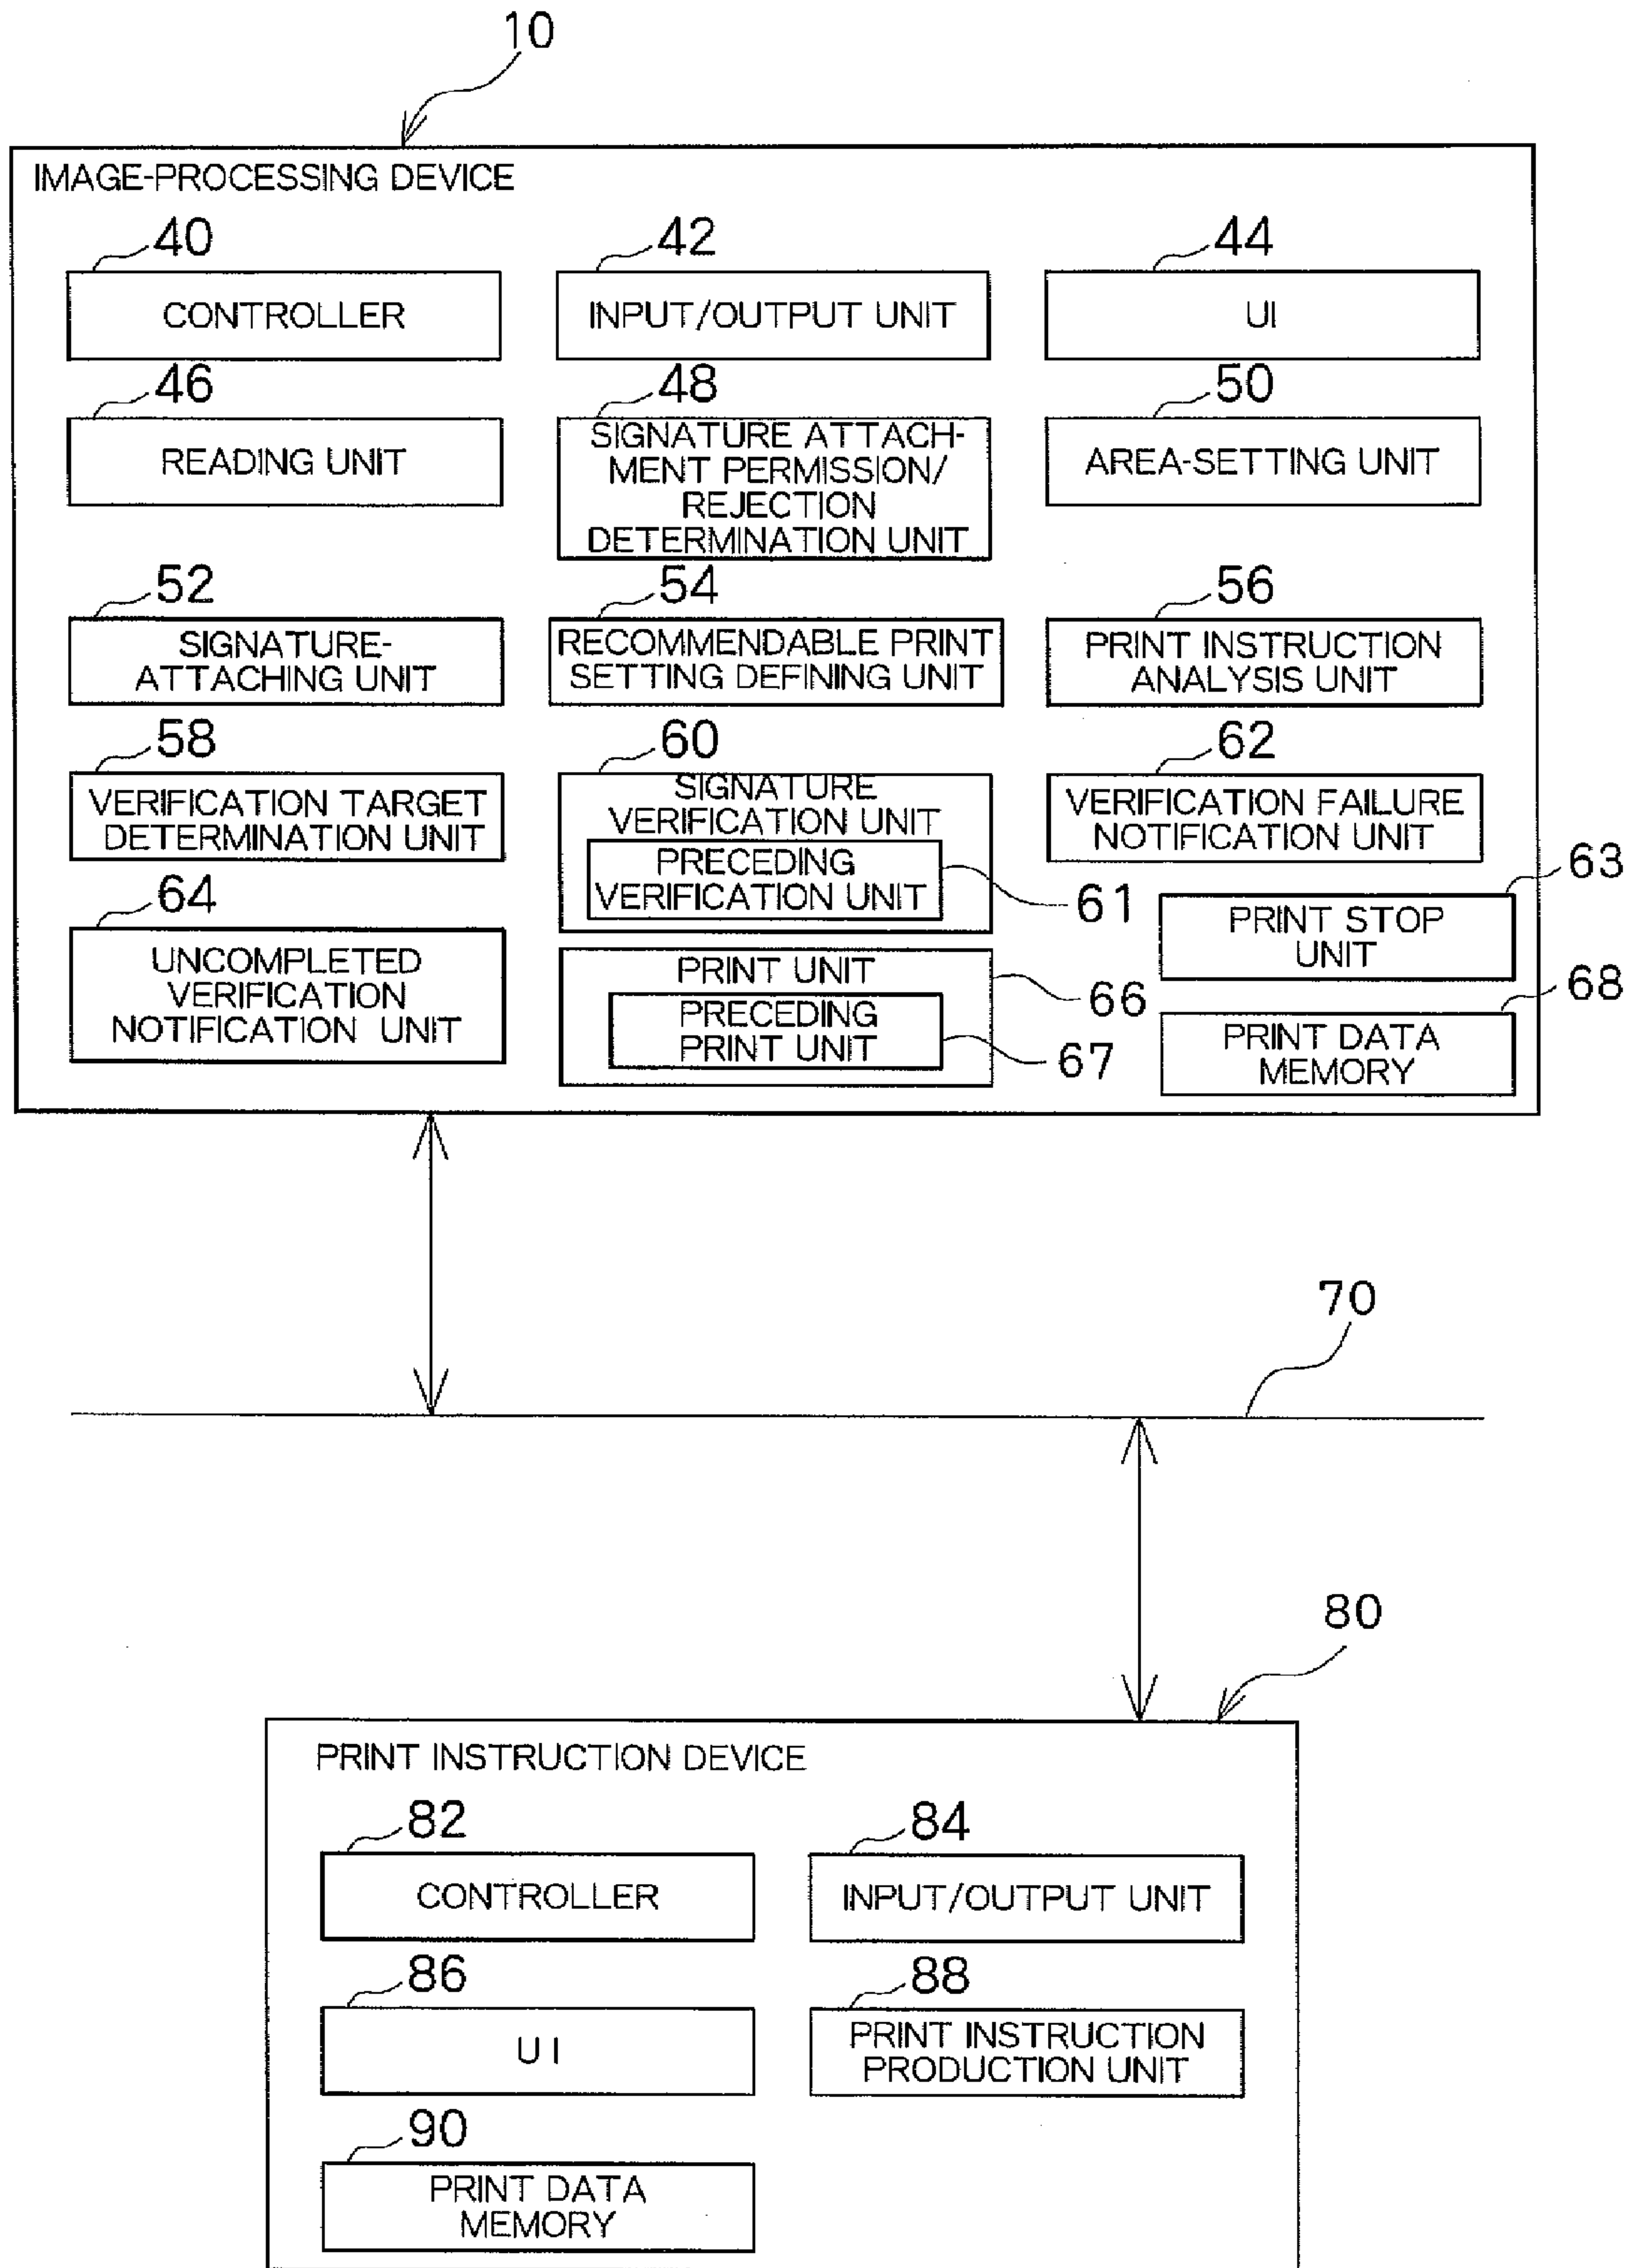 10
IMAGE-PROCESSING DEVICE
40
42
44
CONTROLLER
INPUT/OUTPUT UNIT
UI
46
48
50
READING UNIT
SIGNATURE ATTACH-
MENT PERMISSION/
REJECTION
DETERMINATION UNIT
AREA-SETTING UNIT
52
54
56
SIGNATURE-
ATTACHING UNIT
RECOMMENDABLE PRINT
SETTING DEFINING UNIT
PRINT INSTRUCTION
ANALYSIS UNIT
58
60
62
VERIFICATION TARGET
DETERMINATION UNIT
SIGNATURE
VERIFICATION UNIT
PRECEDING
VERIFICATION UNIT
61
VERIFICATION FAILURE
NOTIFICATION UNIT
63
PRINT STOP
UNIT
64
UNCOMPLETED
VERIFICATION
NOTIFICATION UNIT
PRINT UNIT
66
PRECEDING
PRINT UNIT
67
68
PRINT DATA
MEMORY
70
80
PRINT INSTRUCTION DEVICE
82
84
CONTROLLER
INPUT/OUTPUT UNIT
86
88
U I
PRINT INSTRUCTION
PRODUCTION UNIT
90
PRINT DATA
MEMORY